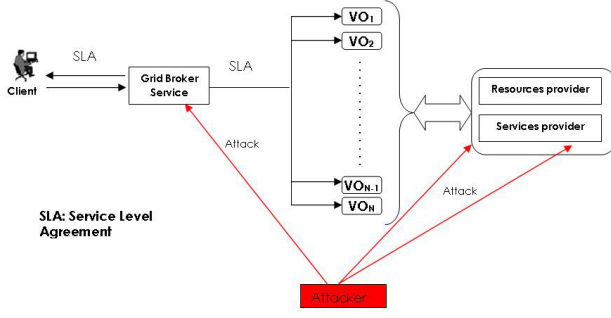 SLA
Client
Grid Broker
Service
SLA
VO1
VO2
VON-1
VON
Resources provider
Services provider
Attack
Attack
SLA: Service Level
Agreement
Attacker